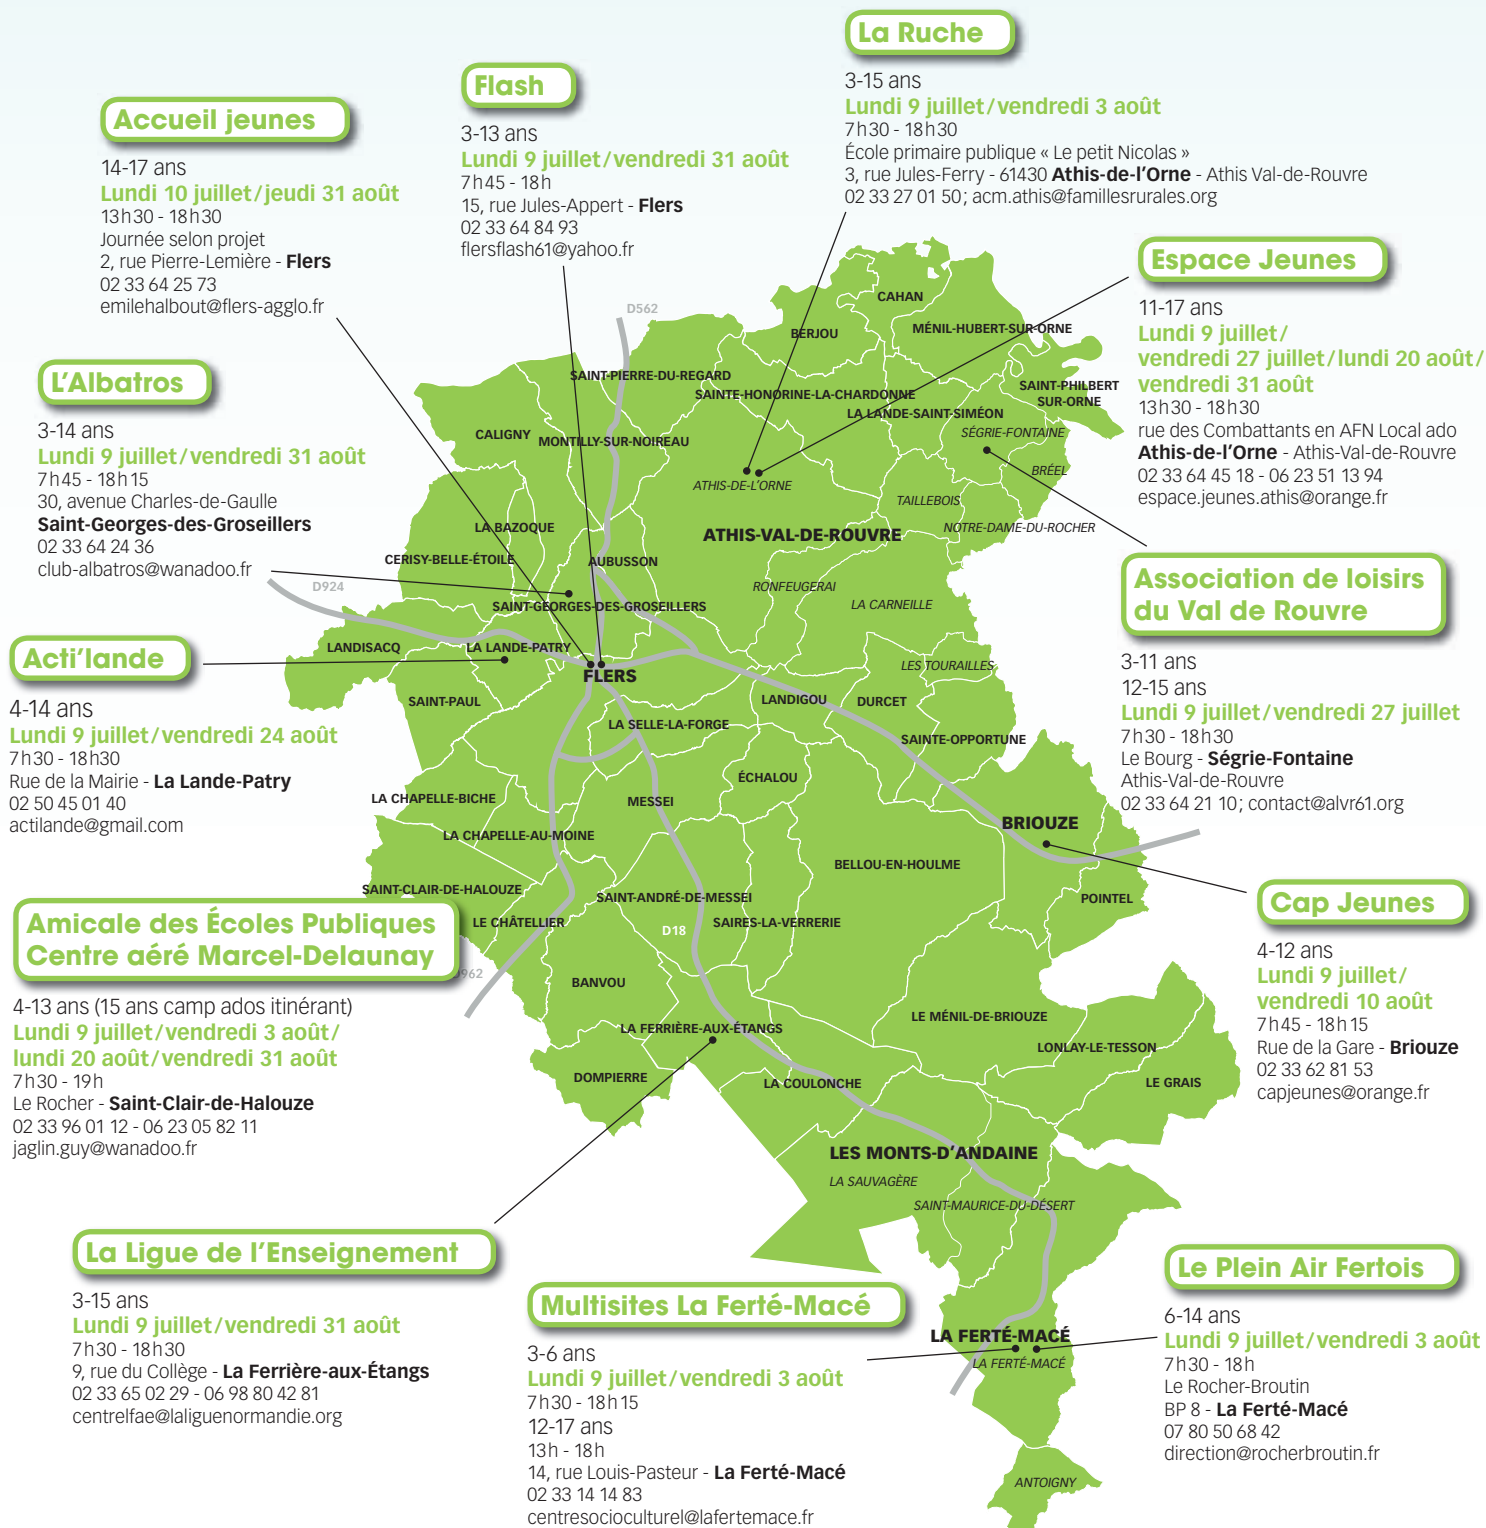 La Ruche
3-15 ans
Lundi 9 juillet/vendredi 3 août
7h30 - 18h30
École primaire publique « Le petit Nicolas »
3, rue Jules-Ferry - 61430 Athis-de-l'Orne - Athis Val-de-Rouvre
02 33 27 01 50; acm.athis@famillesrurales.org
Flash
3-13 ans
Lundi 9 juillet/vendredi 31 août
7h45 - 18h
15, rue Jules-Appert - Flers
02 33 64 84 93
flersflash61@yahoo.fr
Accueil jeunes
14-17 ans
Lundi 10 juillet/jeudi 31 août
13h30 - 18h30
Journée selon projet
2, rue Pierre-Lemière - Flers
02 33 64 25 73
emilehalbout@flers-agglo.fr
Espace Jeunes
11-17 ans
Lundi 9 juillet/
vendredi 27 juillet/lundi 20 août/
vendredi 31 août
13h30 - 18h30
rue des Combattants en AFN Local ado
Athis-de-l'Orne - Athis-Val-de-Rouvre
02 33 64 45 18 - 06 23 51 13 94
espace.jeunes.athis@orange.fr
L'Albatros
3-14 ans
Lundi 9 juillet/vendredi 31 août
7h45 - 18h15
30, avenue Charles-de-Gaulle
Saint-Georges-des-Groseillers
02 33 64 24 36
club-albatros@wanadoo.fr
Association de loisirs
du Val de Rouvre
3-11 ans
12-15 ans
Lundi 9 juillet/vendredi 27 juillet
7h30 - 18h30
Le Bourg - Ségrie-Fontaine
Athis-Val-de-Rouvre
02 33 64 21 10; contact@alvr61.org
Acti'lande
4-14 ans
Lundi 9 juillet/vendredi 24 août
7h30 - 18h30
Rue de la Mairie - La Lande-Patry
02 50 45 01 40
actilande@gmail.com
Cap Jeunes
4-12 ans
Lundi 9 juillet/
vendredi 10 août
7h45 - 18h15
Rue de la Gare - Briouze
02 33 62 81 53
capjeunes@orange.fr
Amicale des Écoles Publiques
Centre aéré Marcel-Delaunay
4-13 ans (15 ans camp ados itinérant)
Lundi 9 juillet/vendredi 3 août/
lundi 20 août/vendredi 31 août
7h30 - 19h
Le Rocher - Saint-Clair-de-Halouze
02 33 96 01 12 - 06 23 05 82 11
jaglin.guy@wanadoo.fr
La Ligue de l'Enseignement
3-15 ans
Lundi 9 juillet/vendredi 31 août
7h30 - 18h30
9, rue du Collège - La Ferrière-aux-Étangs
02 33 65 02 29 - 06 98 80 42 81
centrelfae@laliguenormandie.org
Multisites La Ferté-Macé
3-6 ans
Lundi 9 juillet/vendredi 3 août
7h30 - 18h15
12-17 ans
13h - 18h
14, rue Louis-Pasteur - La Ferté-Macé
02 33 14 14 83
centresocioculturel@lafertemace.fr
Le Plein Air Fertois
6-14 ans
Lundi 9 juillet/vendredi 3 août
7h30 - 18h
Le Rocher-Broutin
BP 8 - La Ferté-Macé
07 80 50 68 42
direction@rocherbroutin.fr
D562
CAHAN
BERJOU
MÉNIL-HUBERT-SUR-ORNE
SAINT-PIERRE-DU-REGARD
SAINTE-HONORINE-LA-CHARDONNE
SAINT-PHILBERT
SUR-ORNE
LA LANDE-SAINT-SIMÉON
SÉGRIE-FONTAINE
CALIGNY
MONTILLY-SUR-NOIREAU
BRÉEL
ATHIS-DE-L'ORNE
TAILLEBOIS
LA BAZOQUE
NOTRE-DAME-DU-ROCHER
ATHIS-VAL-DE-ROUVRE
CERISY-BELLE-ÉTOILE
AUBUSSON
D924
RONFEUGERAI
LA CARNEILLE
SAINT-GEORGES-DES-GROSEILLERS
LANDISACQ
LA LANDE-PATRY
LES TOURAILLES
FLERS
SAINT-PAUL
LANDIGOU
DURCET
LA SELLE-LA-FORGE
SAINTE-OPPORTUNE
ÉCHALOU
LA CHAPELLE-BICHE
MESSEI
BRIOUZE
LA CHAPELLE-AU-MOINE
BELLOU-EN-HOULME
SAINT-CLAIR-DE-HALOUZE
SAINT-ANDRÉ-DE-MESSEI
POINTEL
LE CHÂTELLIER
SAIRES-LA-VERRERIE
D18
962
BANVOU
LE MÉNIL-DE-BRIOUZE
LA FERRIÈRE-AUX-ÉTANGS
LONLAY-LE-TESSON
DOMPIERRE
LA COULONCHE
LE GRAIS
LES MONTS-D'ANDAINE
LA SAUVAGÈRE
SAINT-MAURICE-DU-DÉSERT
LA FERTÉ-MACÉ
LA FERTÉ-MACÉ
ANTOIGNY